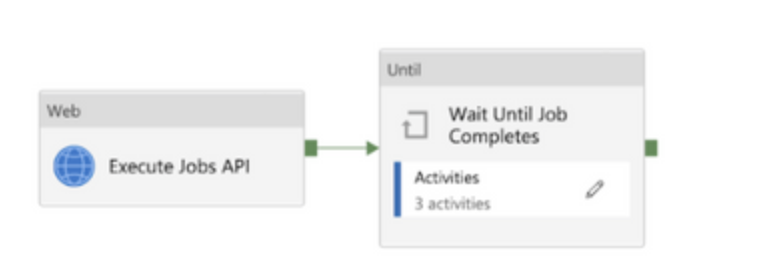 Web
Execute Jobs API
Until
Wait Until Job
Completes
Activities
3 activities